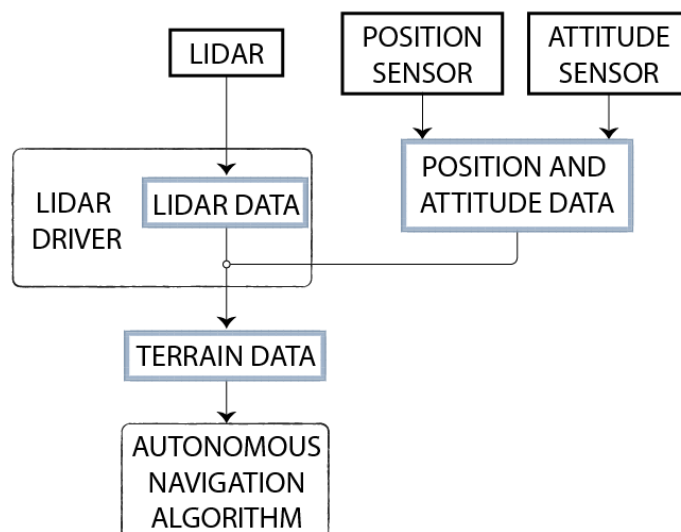 LIDAR
POSITION
SENSOR
ATTITUDE
SENSOR
LIDAR
DRIVER
LIDAR DATA
POSITION AND
ATTITUDE DATA
TERRAIN DATA
AUTONOMOUS
NAVIGATION
ALGORITHM